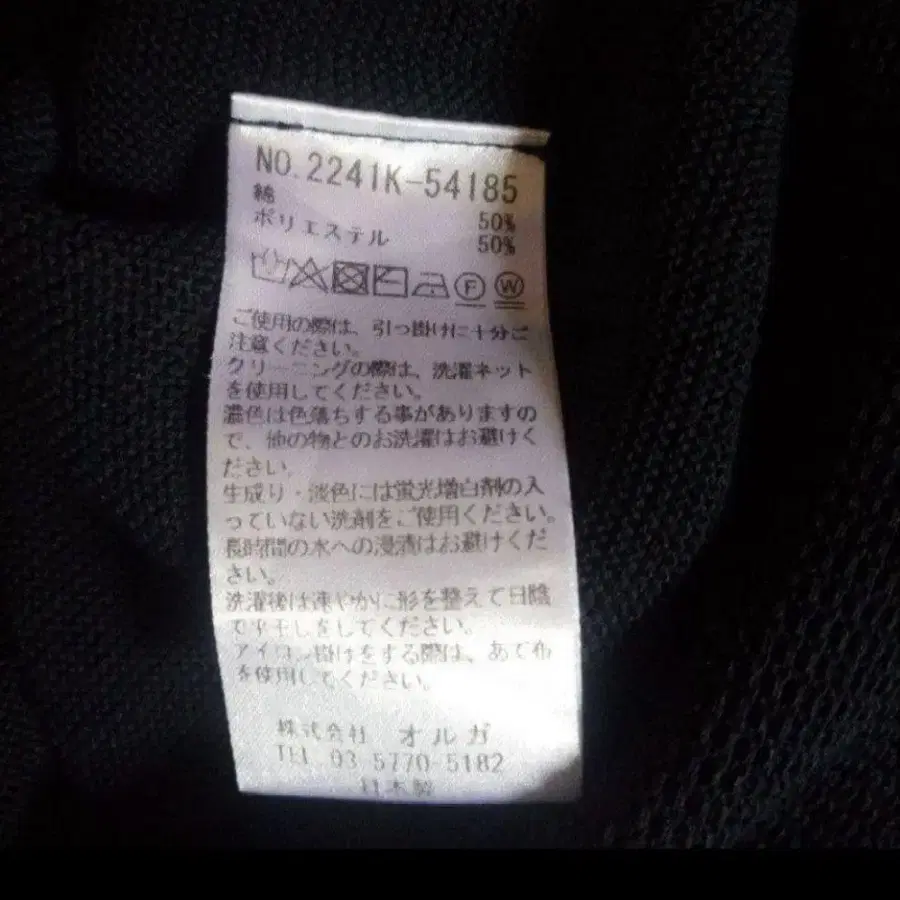 NO.2241K-54185
綿 50%
ポリエステル 50%
F W
ご使用の際は、引っ掛けに十分ご
注意ください。
クリーニングの際は、洗濯ネット
を使用してください。
濃色は色落ちする事がありますの
で、他の物とのお洗濯はお避けく
ださい。
生成り・淡色には蛍光増白剤の入
っていない洗剤をご使用ください。
長時間の水への浸漬はお避けくだ
さい。
洗濯後は速やかに形を整えて日陰
で平干しをしてください。
アイロン掛けをする際は、あて布
を使用してください。
株式会社 オルガ
TEL 03 5770-5182
日本製